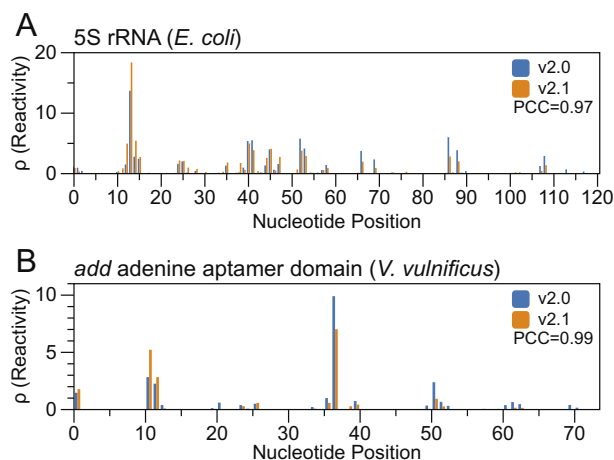 A
5S rRNA (E. coli)
ρ (Reactivity)
20
10
0
v2.0
v2.1
PCC=0.97
0 10 20 30 40 50 60 70 80 90 100 110 120
Nucleotide Position
B
add adenine aptamer domain (V. vulnificus)
ρ (Reactivity)
10
5
0
v2.0
v2.1
PCC=0.99
0 10 20 30 40 50 60 70
Nucleotide Position